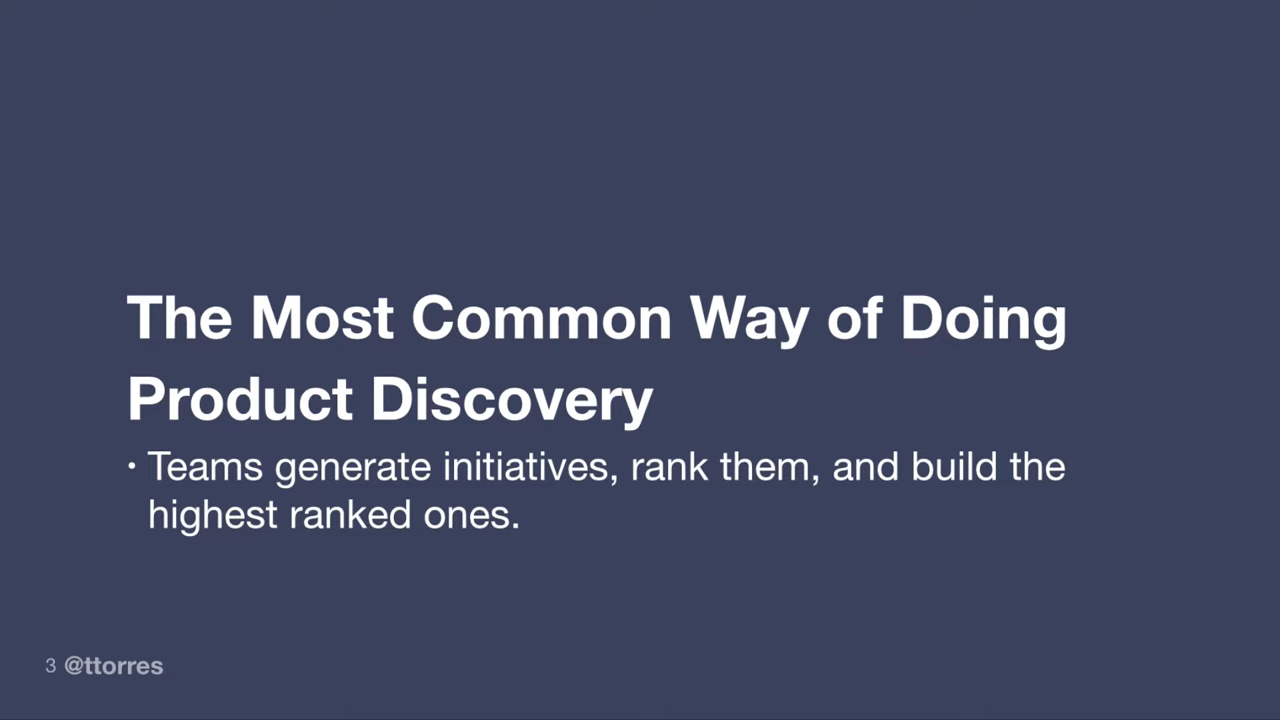 The Most Common Way of Doing
Product Discovery
· Teams generate initiatives, rank them, and build the
highest ranked ones.
3 @ttorres